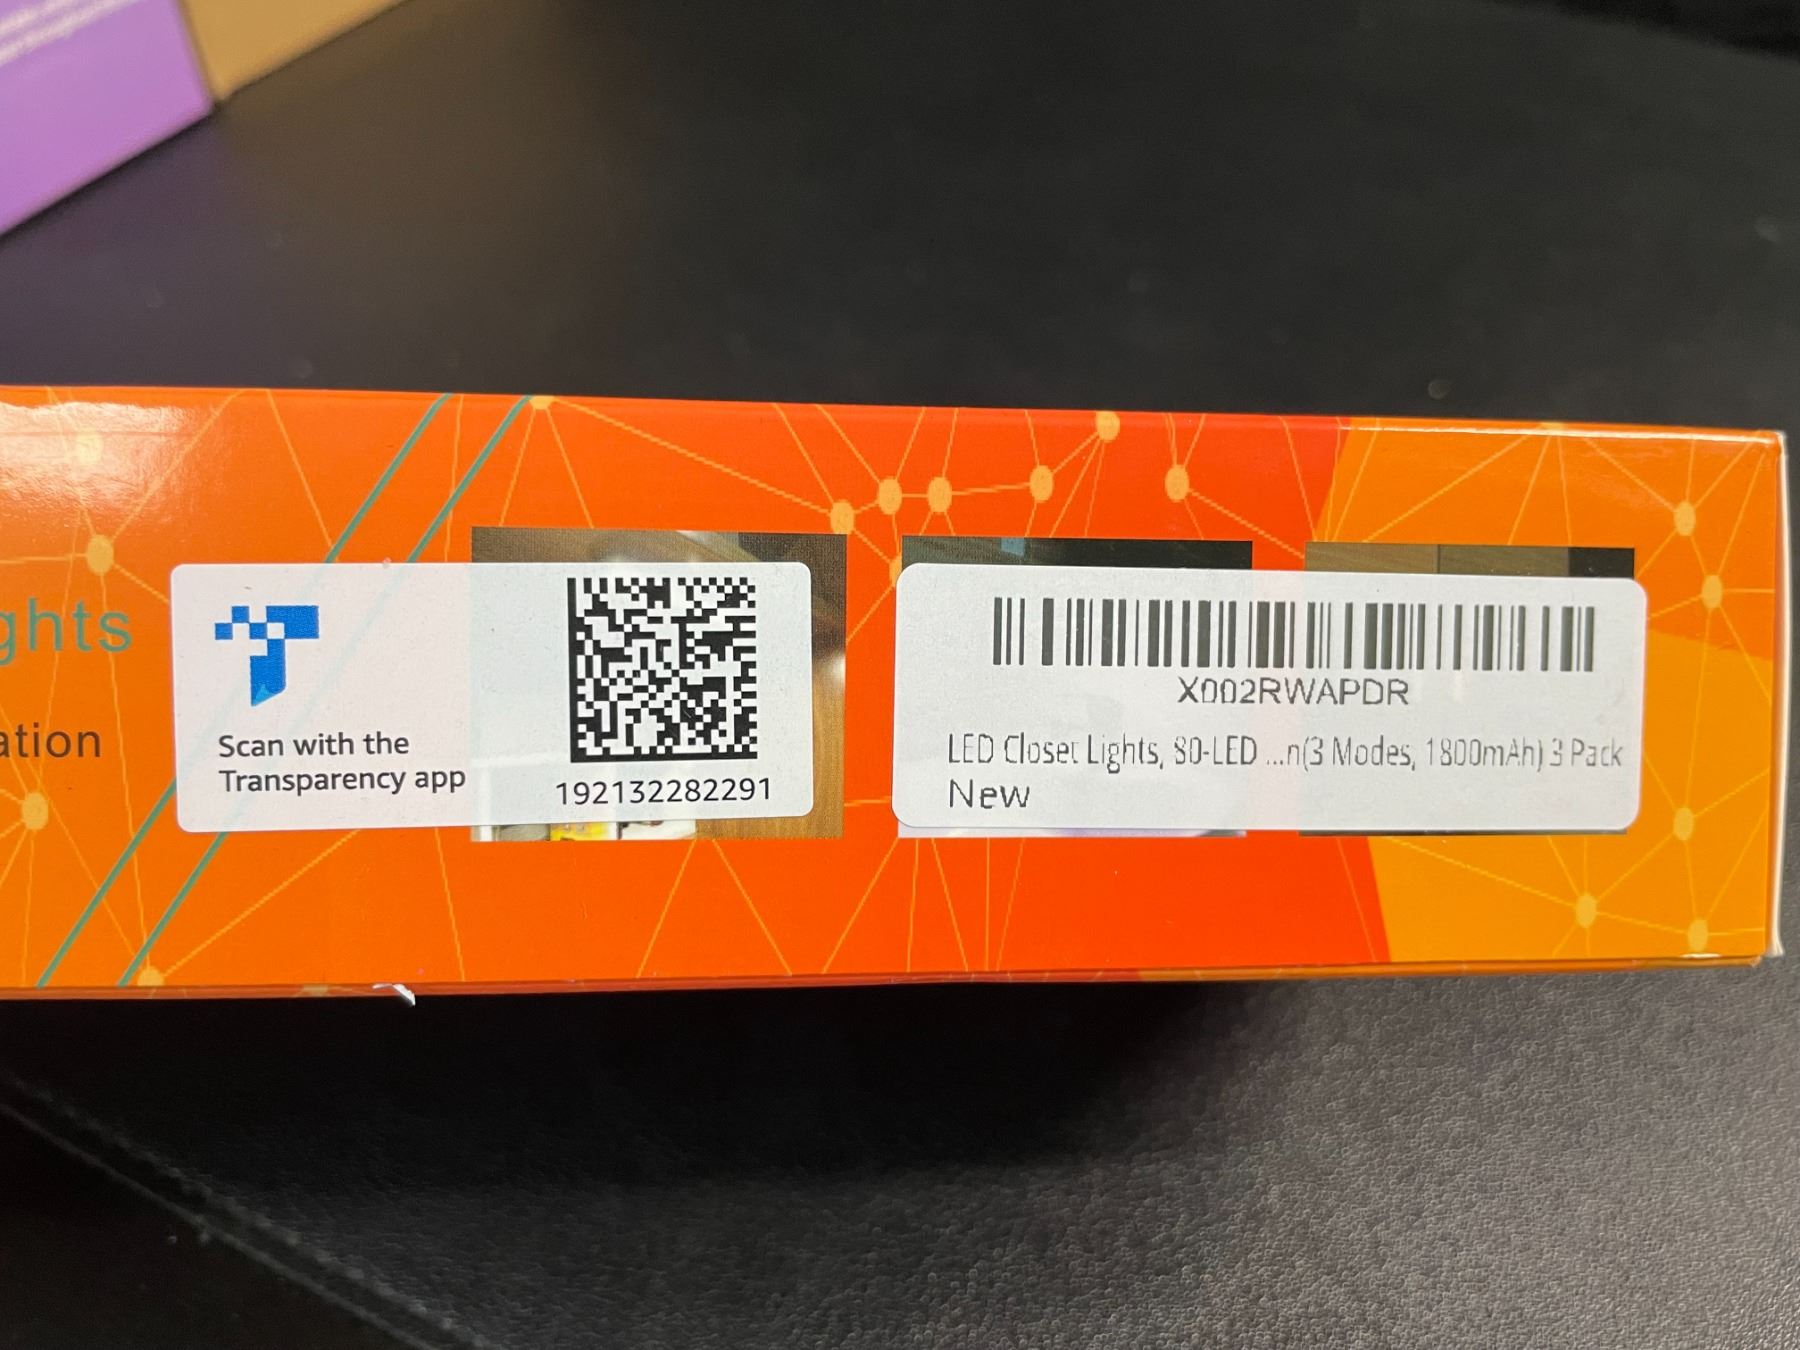 ghts
ation
Scan with the
Transparency app
192132282291
X002RWAPDR
LED Closet Lights, 80-LED ...n(3 Modes, 1800mAh) 3 Pack
New